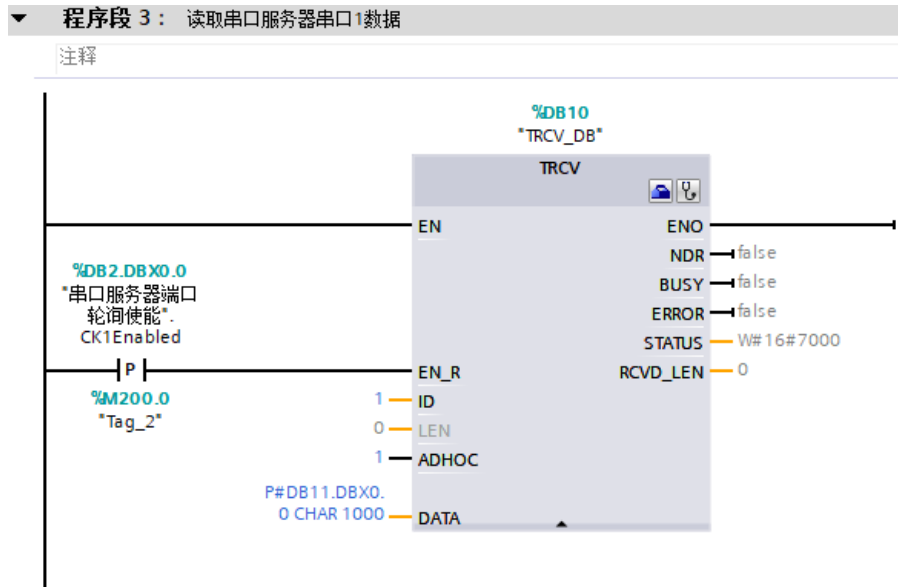 程序段 3： 读取串口服务器串口1数据
注释
%DB10
"TRCV_DB"
TRCV
EN
ENO
NDR
false
BUSY
false
ERROR
false
STATUS
W#16#7000
RCVD_LEN
0
%DB2.DBX0.0
"串口服务器端口
轮询使能".
CK1Enabled
P
EN_R
%M200.0
"Tag_2"
1
ID
0
LEN
1
ADHOC
P#DB11.DBX0.
0 CHAR 1000
DATA